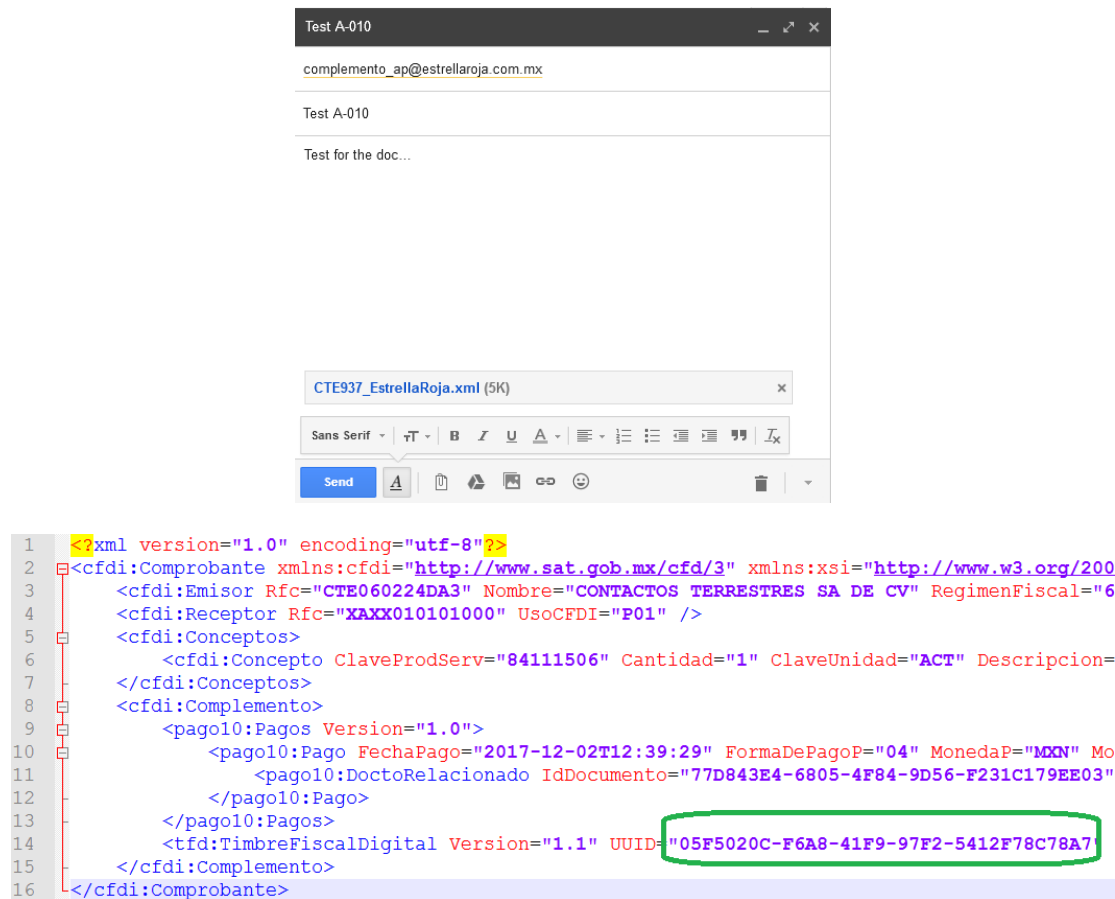 Test A-010
complemento_ap@estrellaroja.com.mx
Test A-010
Test for the doc...
CTE937_EstrellaRoja.xml (5K)
Sans Serif
Send
1 <?xml version="1.0" encoding="utf-8"?>
2 <cfdi:Comprobante xmlns:cfdi="http://www.sat.gob.mx/cfd/3" xmlns:xsi="http://www.w3.org/200
3 <cfdi:Emisor Rfc="CTE060224DA3" Nombre="CONTACTOS TERRESTRES SA DE CV" RegimenFiscal="6
4 <cfdi:Receptor Rfc="XAXX010101000" UsoCFDI="P01" />
5 <cfdi:Conceptos>
6 <cfdi:Concepto ClaveProdServ="84111506" Cantidad="1" ClaveUnidad="ACT" Descripcion=
7 </cfdi:Conceptos>
8 <cfdi:Complemento>
9 <pago10:Pagos Version="1.0">
10 <pago10:Pago FechaPago="2017-12-02T12:39:29" FormaDePagoP="04" MonedaP="MXN" Mo
11 <pago10:DoctoRelacionado IdDocumento="77D843E4-6805-4F84-9D56-F231C179EE03"
12 </pago10:Pago>
13 </pago10:Pagos>
14 <tfd:TimbreFiscalDigital Version="1.1" UUID="05F5020C-F6A8-41F9-97F2-5412F78C78A7"
15 </cfdi:Complemento>
16 </cfdi:Comprobante>